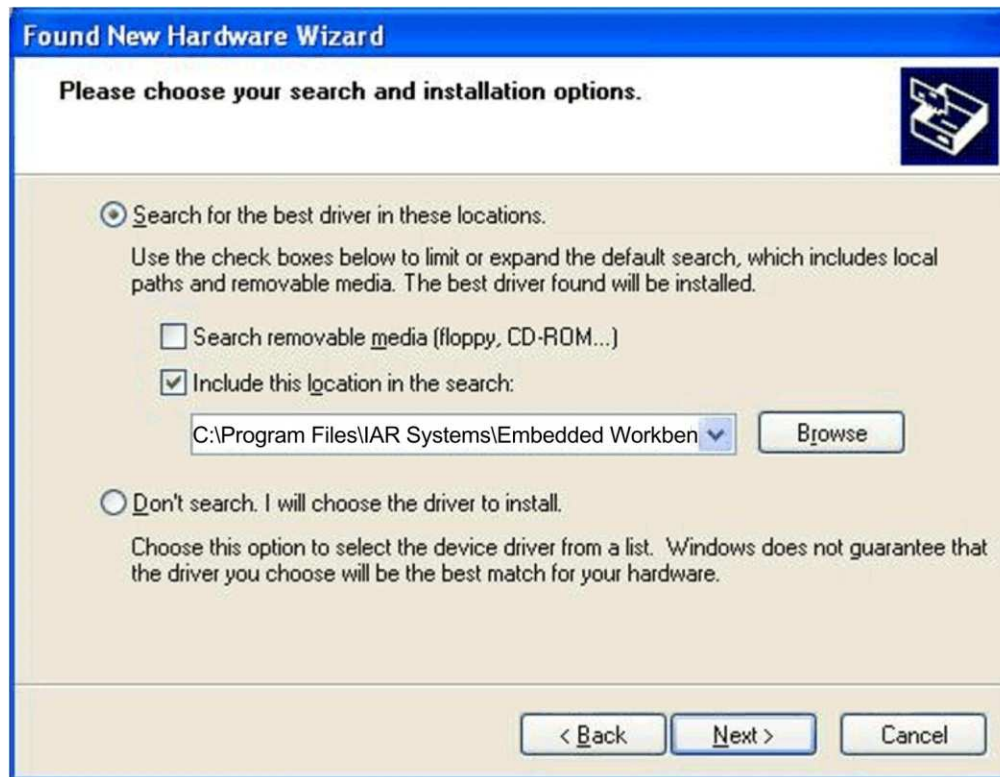 Found New Hardware Wizard
Please choose your search and installation options.
Search for the best driver in these locations.
Use the check boxes below to limit or expand the default search, which includes local
paths and removable media. The best driver found will be installed.
Search removable media (floppy, CD-ROM...)
Include this location in the search:
C:\Program Files\IAR Systems\Embedded Workben
Browse
Don't search. I will choose the driver to install.
Choose this option to select the device driver from a list. Windows does not guarantee that
the driver you choose will be the best match for your hardware.
< Back
Next >
Cancel